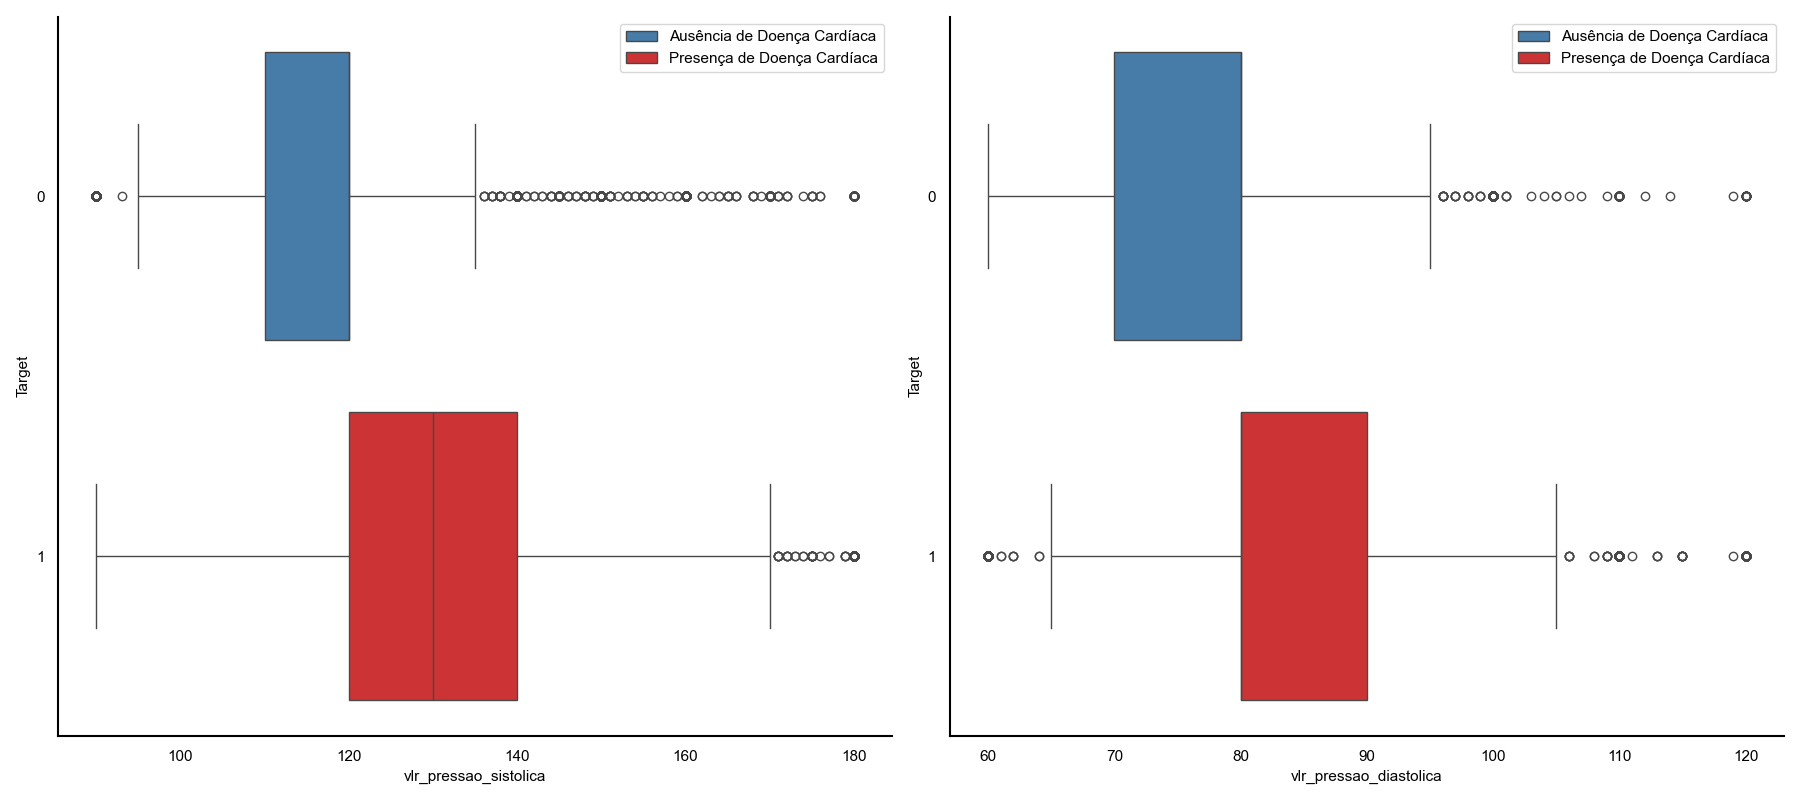 Ausência de Doença Cardíaca
Presença de Doença Cardíaca
0
1
Target
100 120 140 160 180
vlr_pressao_sistolica
Ausência de Doença Cardíaca
Presença de Doença Cardíaca
0
1
Target
60 70 80 90 100 110 120
vlr_pressao_diastolica